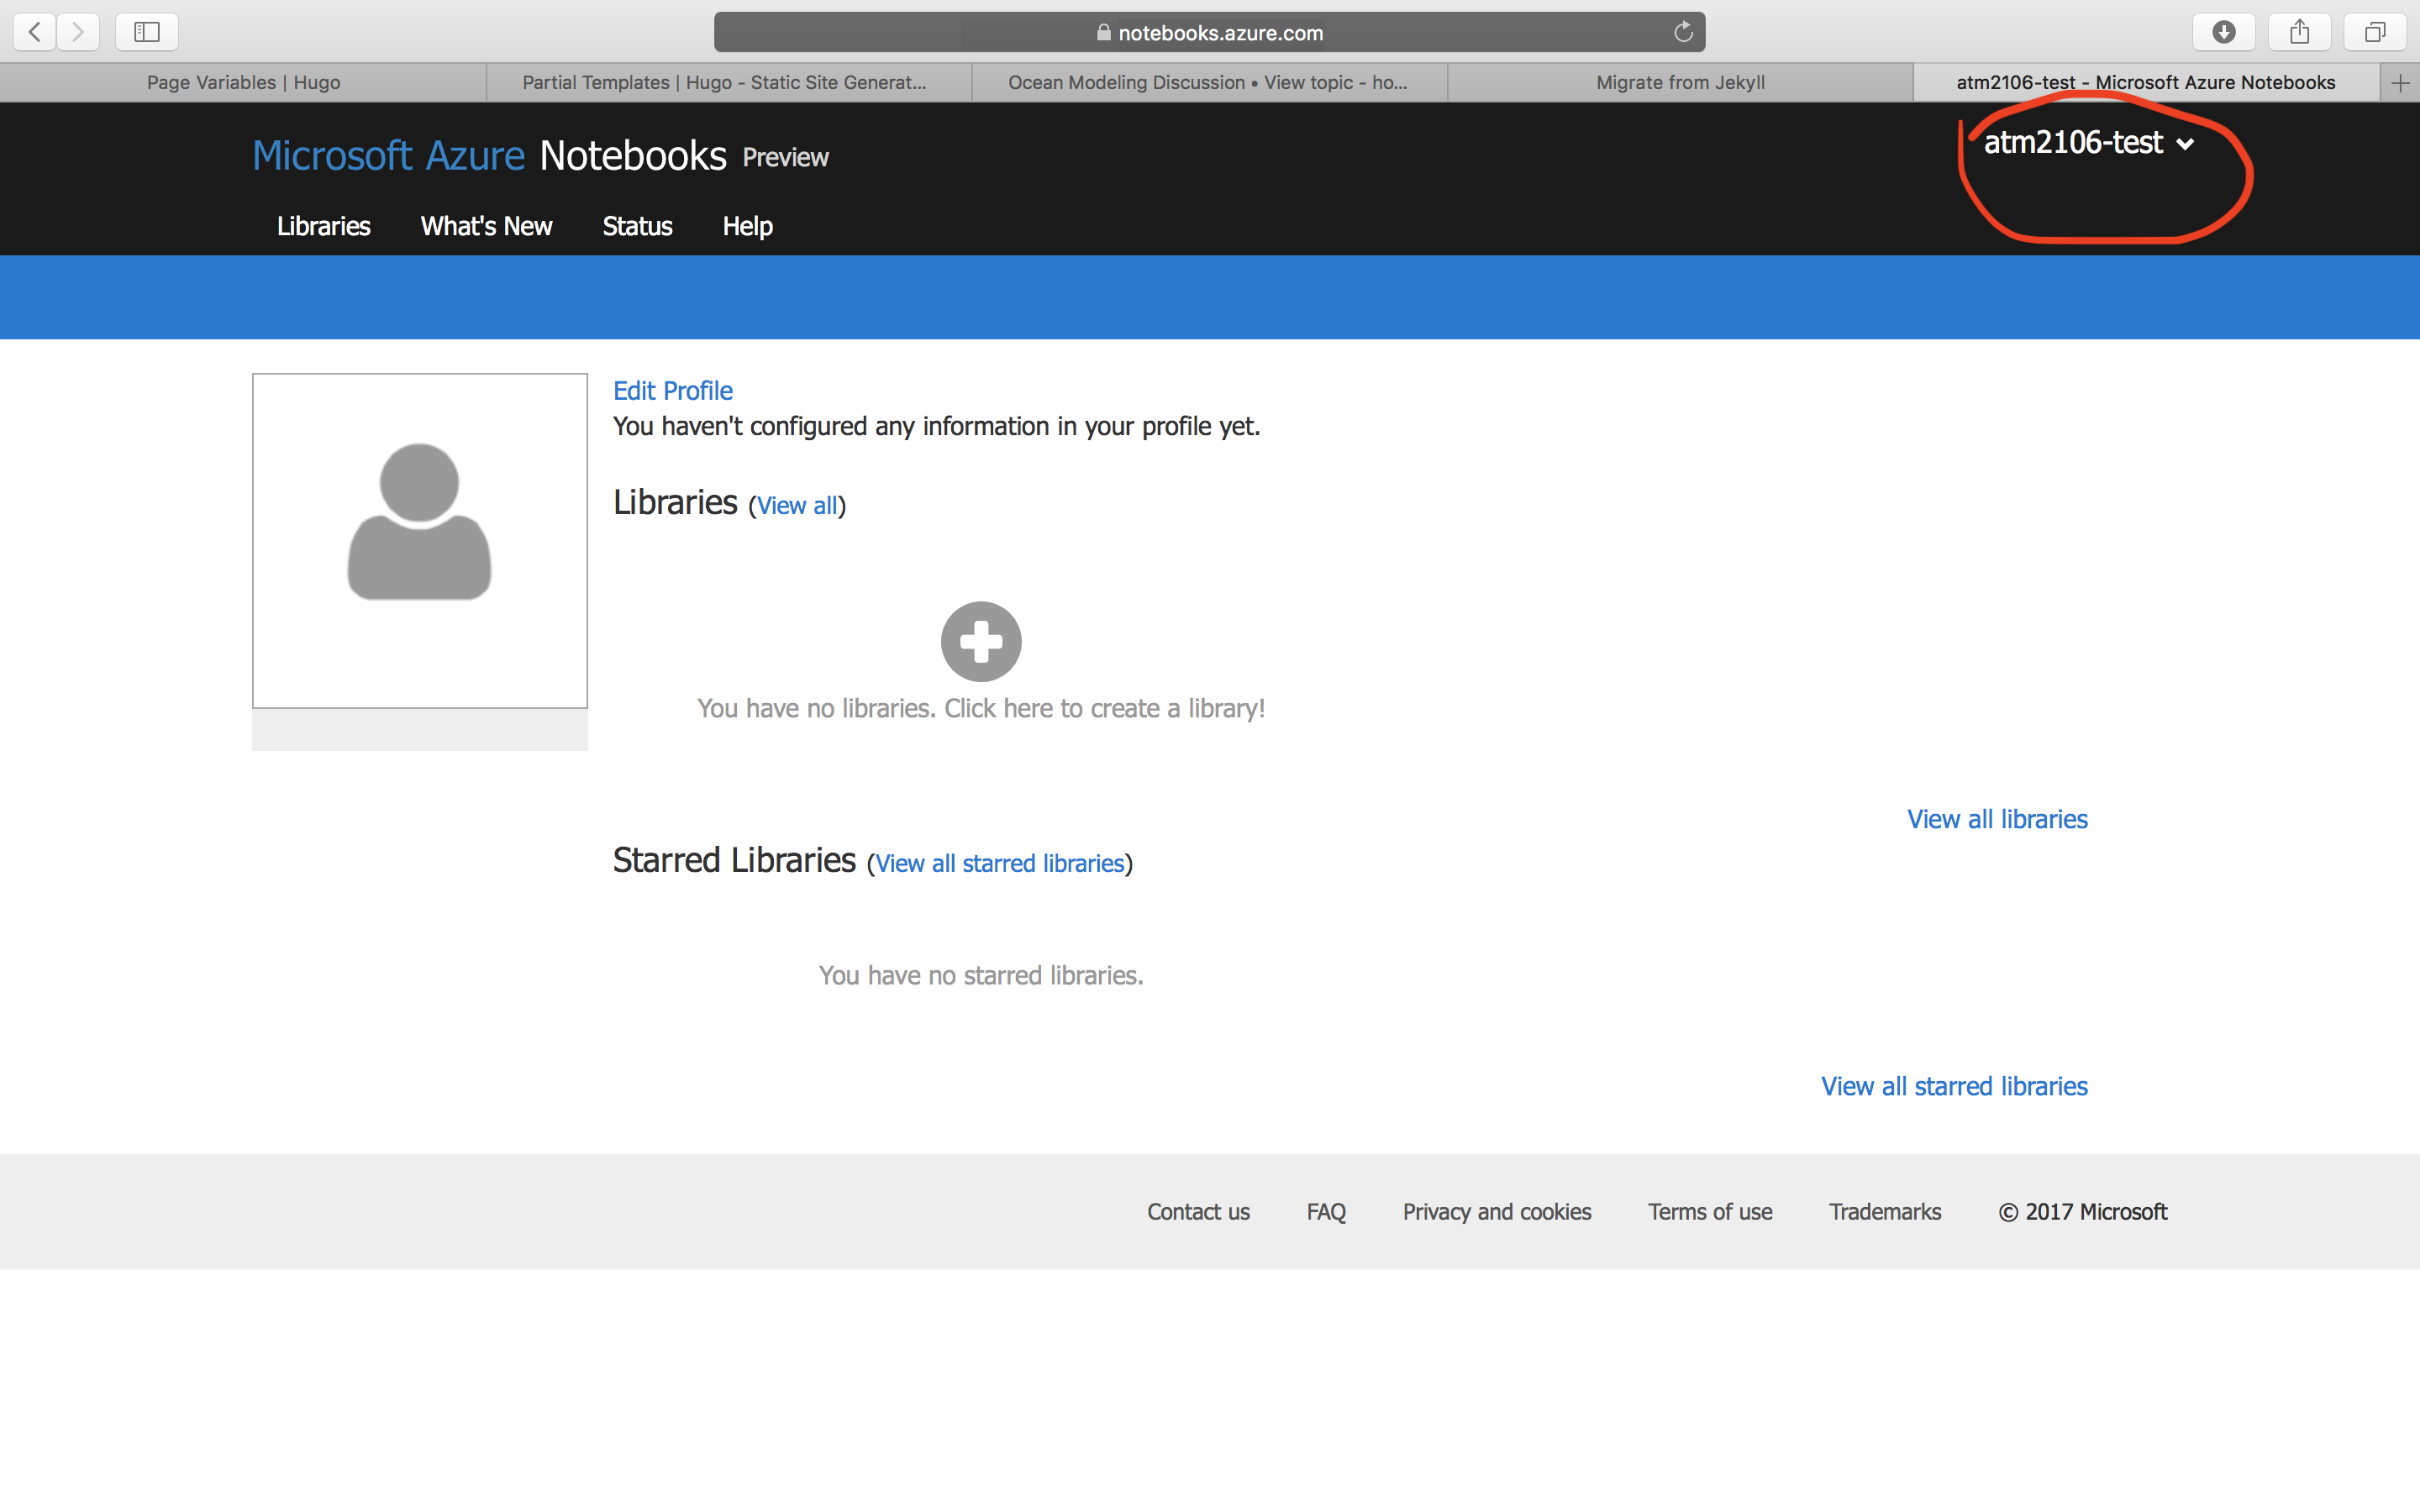 notebooks.azure.com
Page Variables | Hugo
Partial Templates | Hugo - Static Site Generat...
Ocean Modeling Discussion • View topic - ho...
Migrate from Jekyll
atm2106-test - Microsoft Azure Notebooks
Microsoft Azure Notebooks Preview
atm2106-test
Libraries What's New Status Help
Edit Profile
You haven't configured any information in your profile yet.
Libraries (View all)
You have no libraries. Click here to create a library!
View all libraries
Starred Libraries (View all starred libraries)
You have no starred libraries.
View all starred libraries
Contact us FAQ Privacy and cookies Terms of use Trademarks © 2017 Microsoft